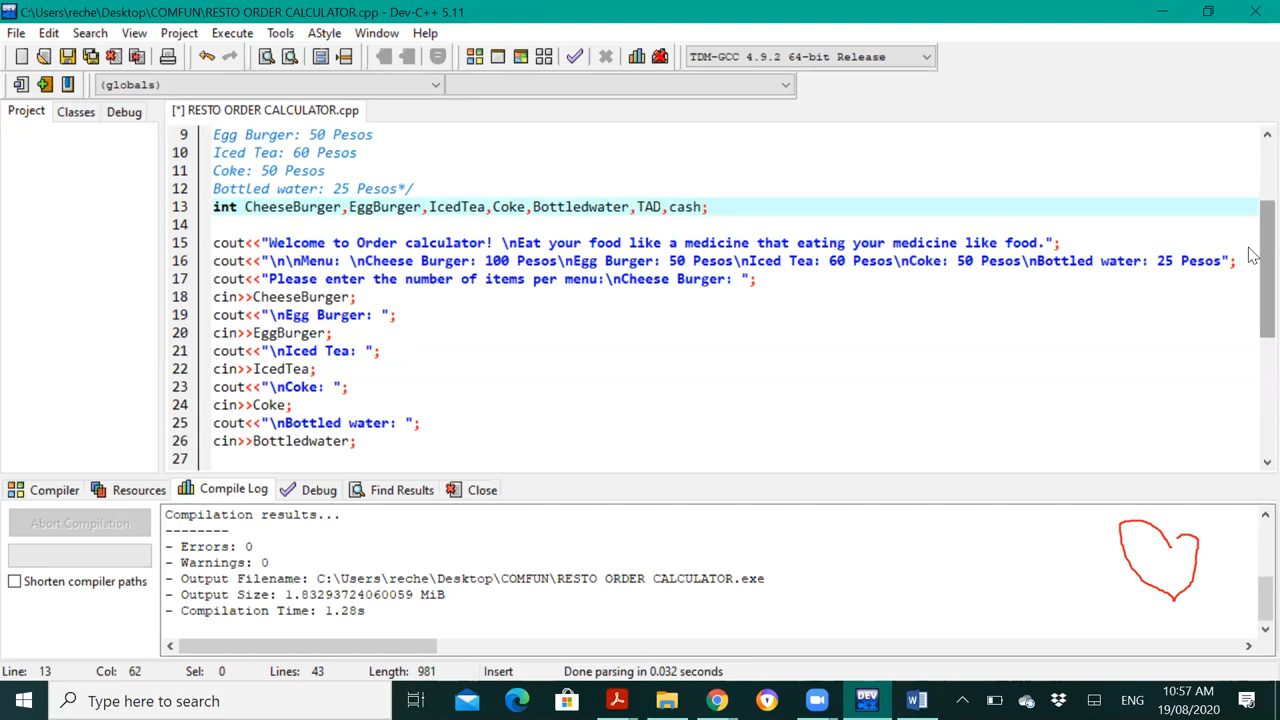 C:\Users\reche\Desktop\COMFUN\RESTO ORDER CALCULATOR.cpp - Dev-C++ 5.11
File Edit Search View Project Execute Tools AStyle Window Help
TDM-GCC 4.9.2 64-bit Release
(globals)
Project Classes Debug [*] RESTO ORDER CALCULATOR.cpp
9 Egg Burger: 50 Pesos
10 Iced Tea: 60 Pesos
11 Coke: 50 Pesos
12 Bottled water: 25 Pesos*/
13 int CheeseBurger,EggBurger,IcedTea,Coke,Bottledwater,TAD,cash;
14
15 cout<<"Welcome to Order calculator! \nEat your food like a medicine that eating your medicine like food.";
16 cout<<"\n\nMenu: \nCheese Burger: 100 Pesos\nEgg Burger: 50 Pesos\nIced Tea: 60 Pesos\nCoke: 50 Pesos\nBottled water: 25 Pesos";
17 cout<<"Please enter the number of items per menu:\nCheese Burger: ";
18 cin>>CheeseBurger;
19 cout<<"\nEgg Burger: ";
20 cin>>EggBurger;
21 cout<<"\nIced Tea: ";
22 cin>>IcedTea;
23 cout<<"\nCoke: ";
24 cin>>Coke;
25 cout<<"\nBottled water: ";
26 cin>>Bottledwater;
27
Compiler Resources Compile Log Debug Find Results Close
Abort Compilation
Shorten compiler paths
Compilation results...
--------
- Errors: 0
- Warnings: 0
- Output Filename: C:\Users\reche\Desktop\COMFUN\RESTO ORDER CALCULATOR.exe
- Output Size: 1.83293724060059 MiB
- Compilation Time: 1.28s
Line: 13 Col: 62 Sel: 0 Lines: 43 Length: 981 Insert Done parsing in 0.032 seconds
Type here to search
DEV C++
ENG
10:57 AM
19/08/2020